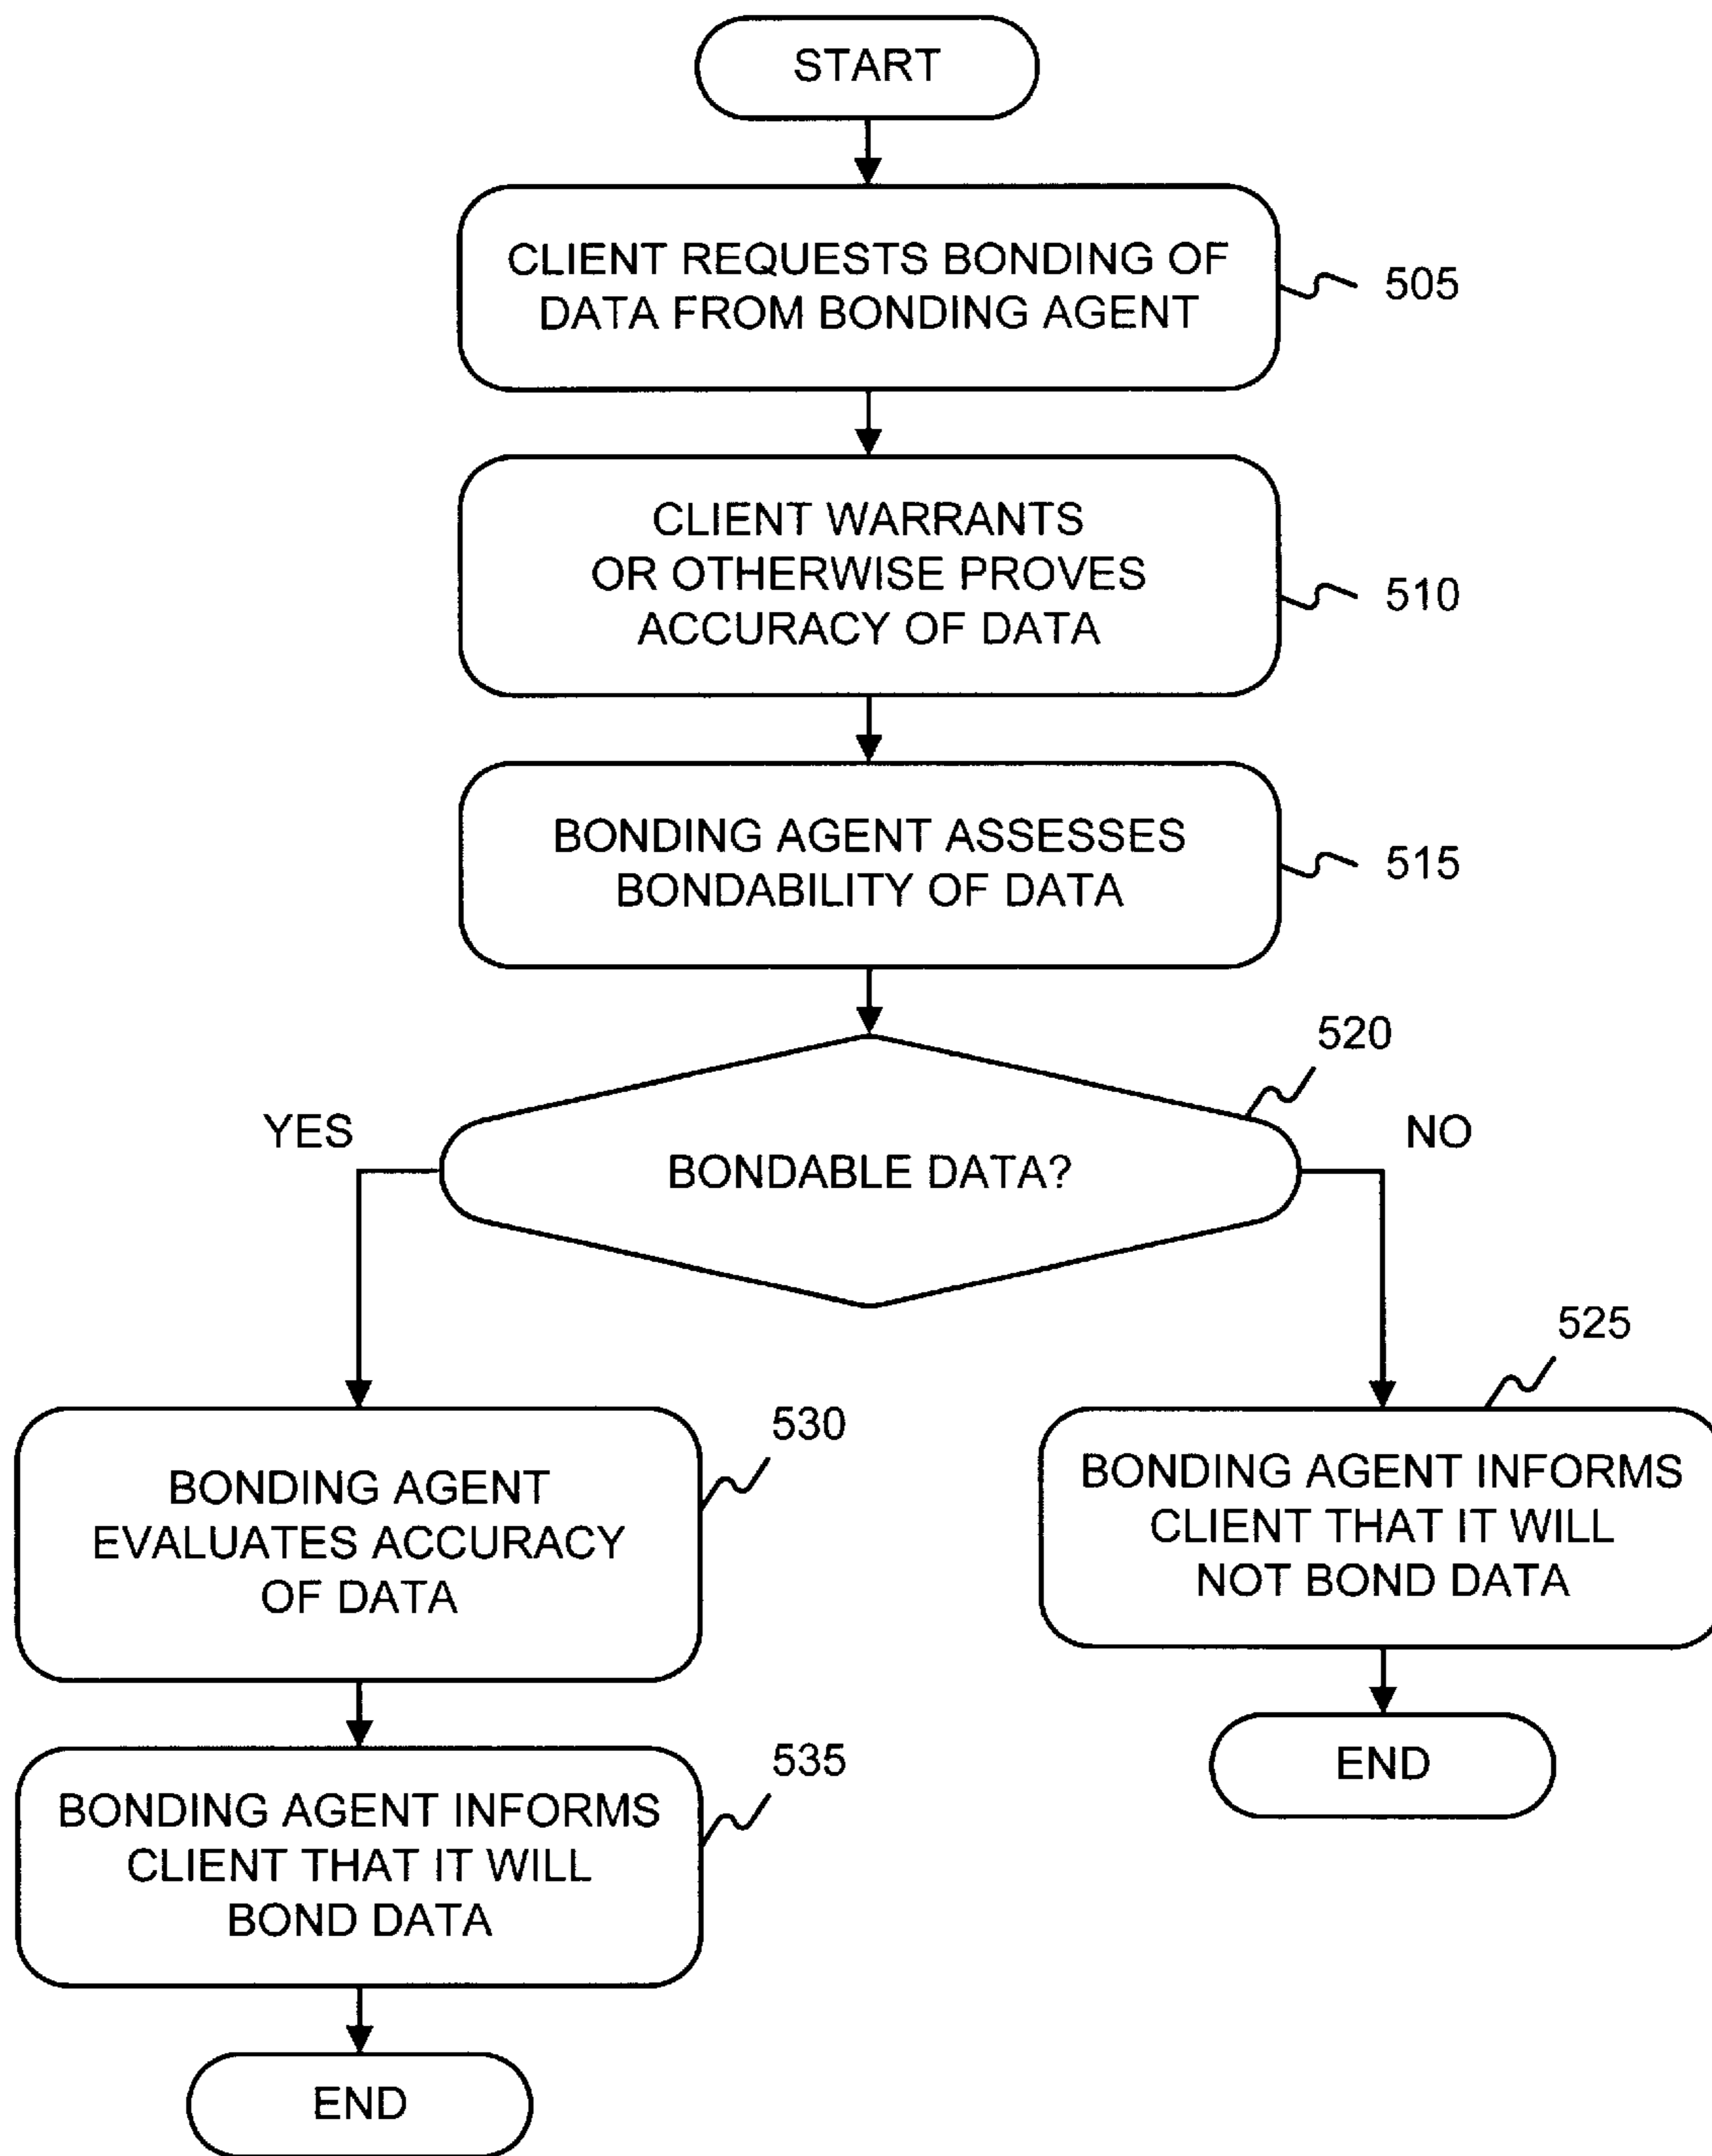 START
CLIENT REQUESTS BONDING OF
DATA FROM BONDING AGENT
505
CLIENT WARRANTS
OR OTHERWISE PROVES
ACCURACY OF DATA
510
BONDING AGENT ASSESSES
BONDABILITY OF DATA
515
520
YES
NO
BONDABLE DATA?
525
530
BONDING AGENT
EVALUATES ACCURACY
OF DATA
BONDING AGENT INFORMS
CLIENT THAT IT WILL
NOT BOND DATA
535
BONDING AGENT INFORMS
CLIENT THAT IT WILL
BOND DATA
END
END